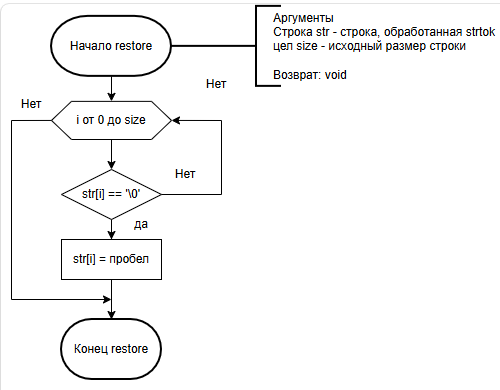 Аргументы
Строка str - строка, обработанная strtok
цел size - исходный размер строки
Возврат: void
Начало restore
Нет
Нет
i от 0 до size
str[i] == '\0'
Нет
да
str[i] = пробел
Конец restore